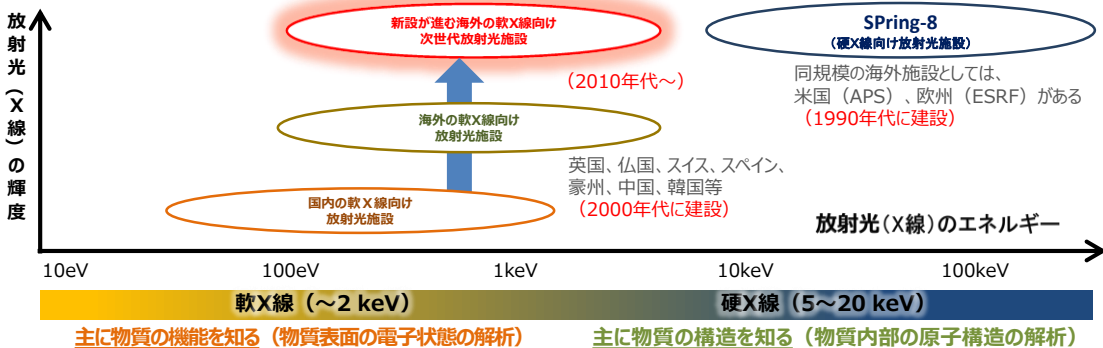 放射光（X線）の輝度
新設が進む海外の軟X線向け
次世代放射光施設
（2010年代～）
SPring-8
（硬X線向け放射光施設）
同規模の海外施設としては、
米国（APS）、欧州（ESRF）がある
（1990年代に建設）
海外の軟X線向け
放射光施設
英国、仏国、スイス、スペイン、
豪州、中国、韓国等
（2000年代に建設）
国内の軟X線向け
放射光施設
放射光（X線）のエネルギー
10eV 100eV 1keV 10keV 100keV
軟X線（～2 keV） 硬X線（5～20 keV）
主に物質の機能を知る（物質表面の電子状態の解析） 主に物質の構造を知る（物質内部の原子構造の解析）